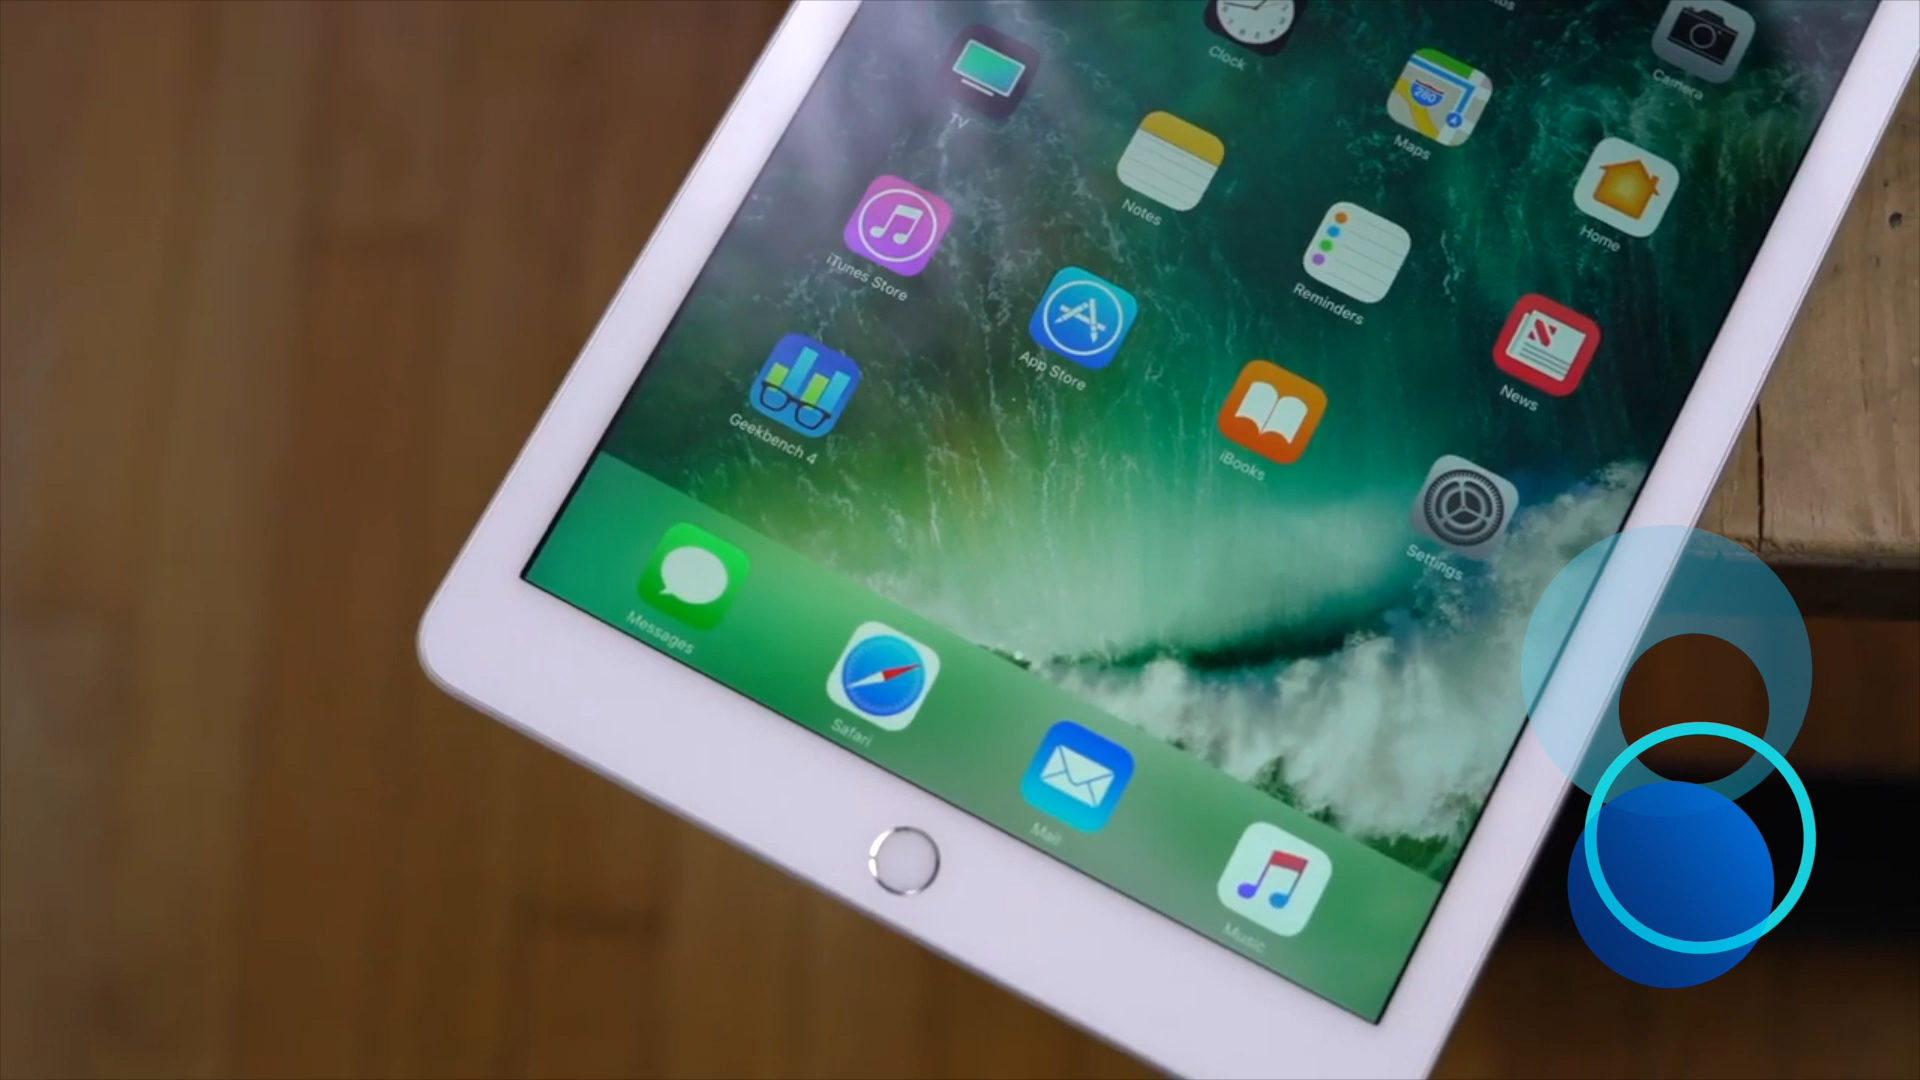 Clock
Camera
TV
280
Maps
Notes
Home
iTunes Store
Reminders
App Store
News
Geekbench 4
iBooks
Settings
Messages
Safari
Mail
Music